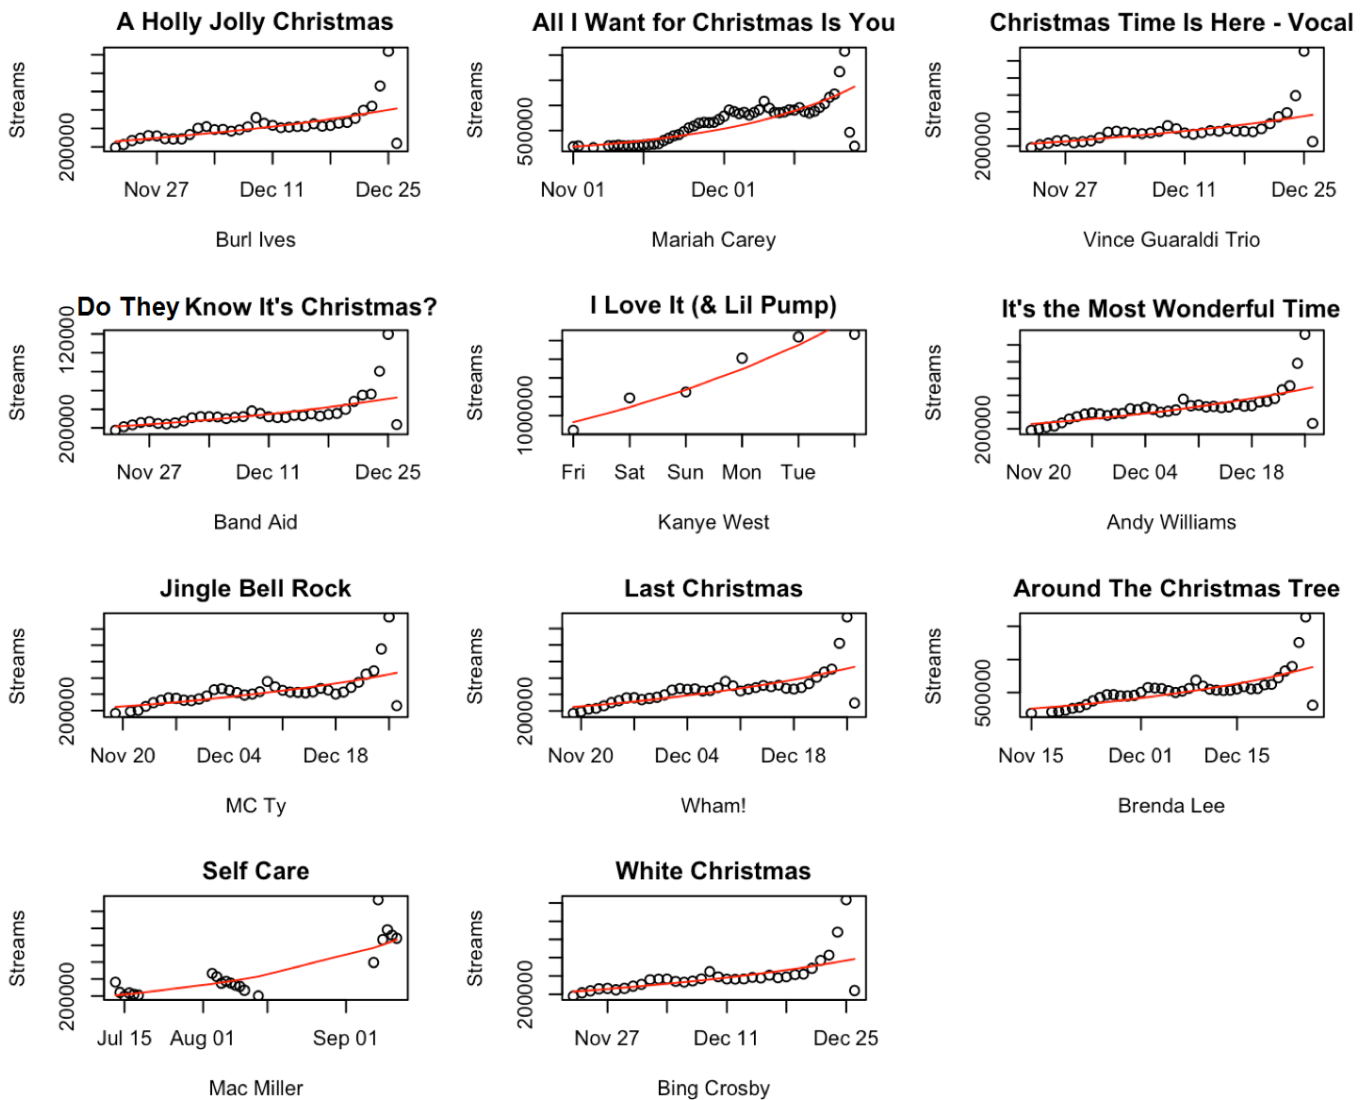 A Holly Jolly Christmas
Streams
200000
Nov 27 Dec 11 Dec 25
Burl Ives
All I Want for Christmas Is You
Streams
500000
Nov 01 Dec 01
Mariah Carey
Christmas Time Is Here - Vocal
Streams
200000
Nov 27 Dec 11 Dec 25
Vince Guaraldi Trio
Do They Know It's Christmas?
Streams
200000 1200000
Nov 27 Dec 11 Dec 25
Band Aid
I Love It (& Lil Pump)
Streams
1000000
Fri Sat Sun Mon Tue
Kanye West
It's the Most Wonderful Time
Streams
200000
Nov 20 Dec 04 Dec 18
Andy Williams
Jingle Bell Rock
Streams
200000
Nov 20 Dec 04 Dec 18
MC Ty
Last Christmas
Streams
200000
Nov 20 Dec 04 Dec 18
Wham!
Around The Christmas Tree
Streams
500000
Nov 15 Dec 01 Dec 15
Brenda Lee
Self Care
Streams
200000
Jul 15 Aug 01 Sep 01
Mac Miller
White Christmas
Streams
200000
Nov 27 Dec 11 Dec 25
Bing Crosby